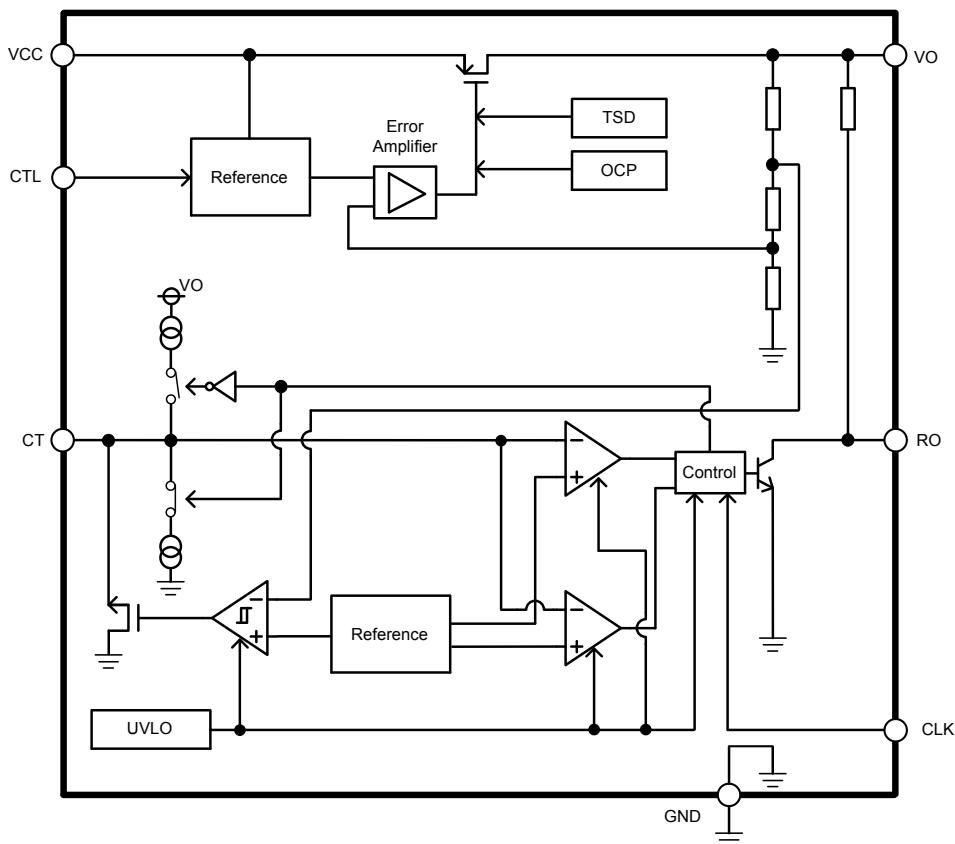 VCC
VO
Error
Amplifier
TSD
CTL
Reference
OCP
VO
CT
RO
Control
Reference
UVLO
CLK
GND